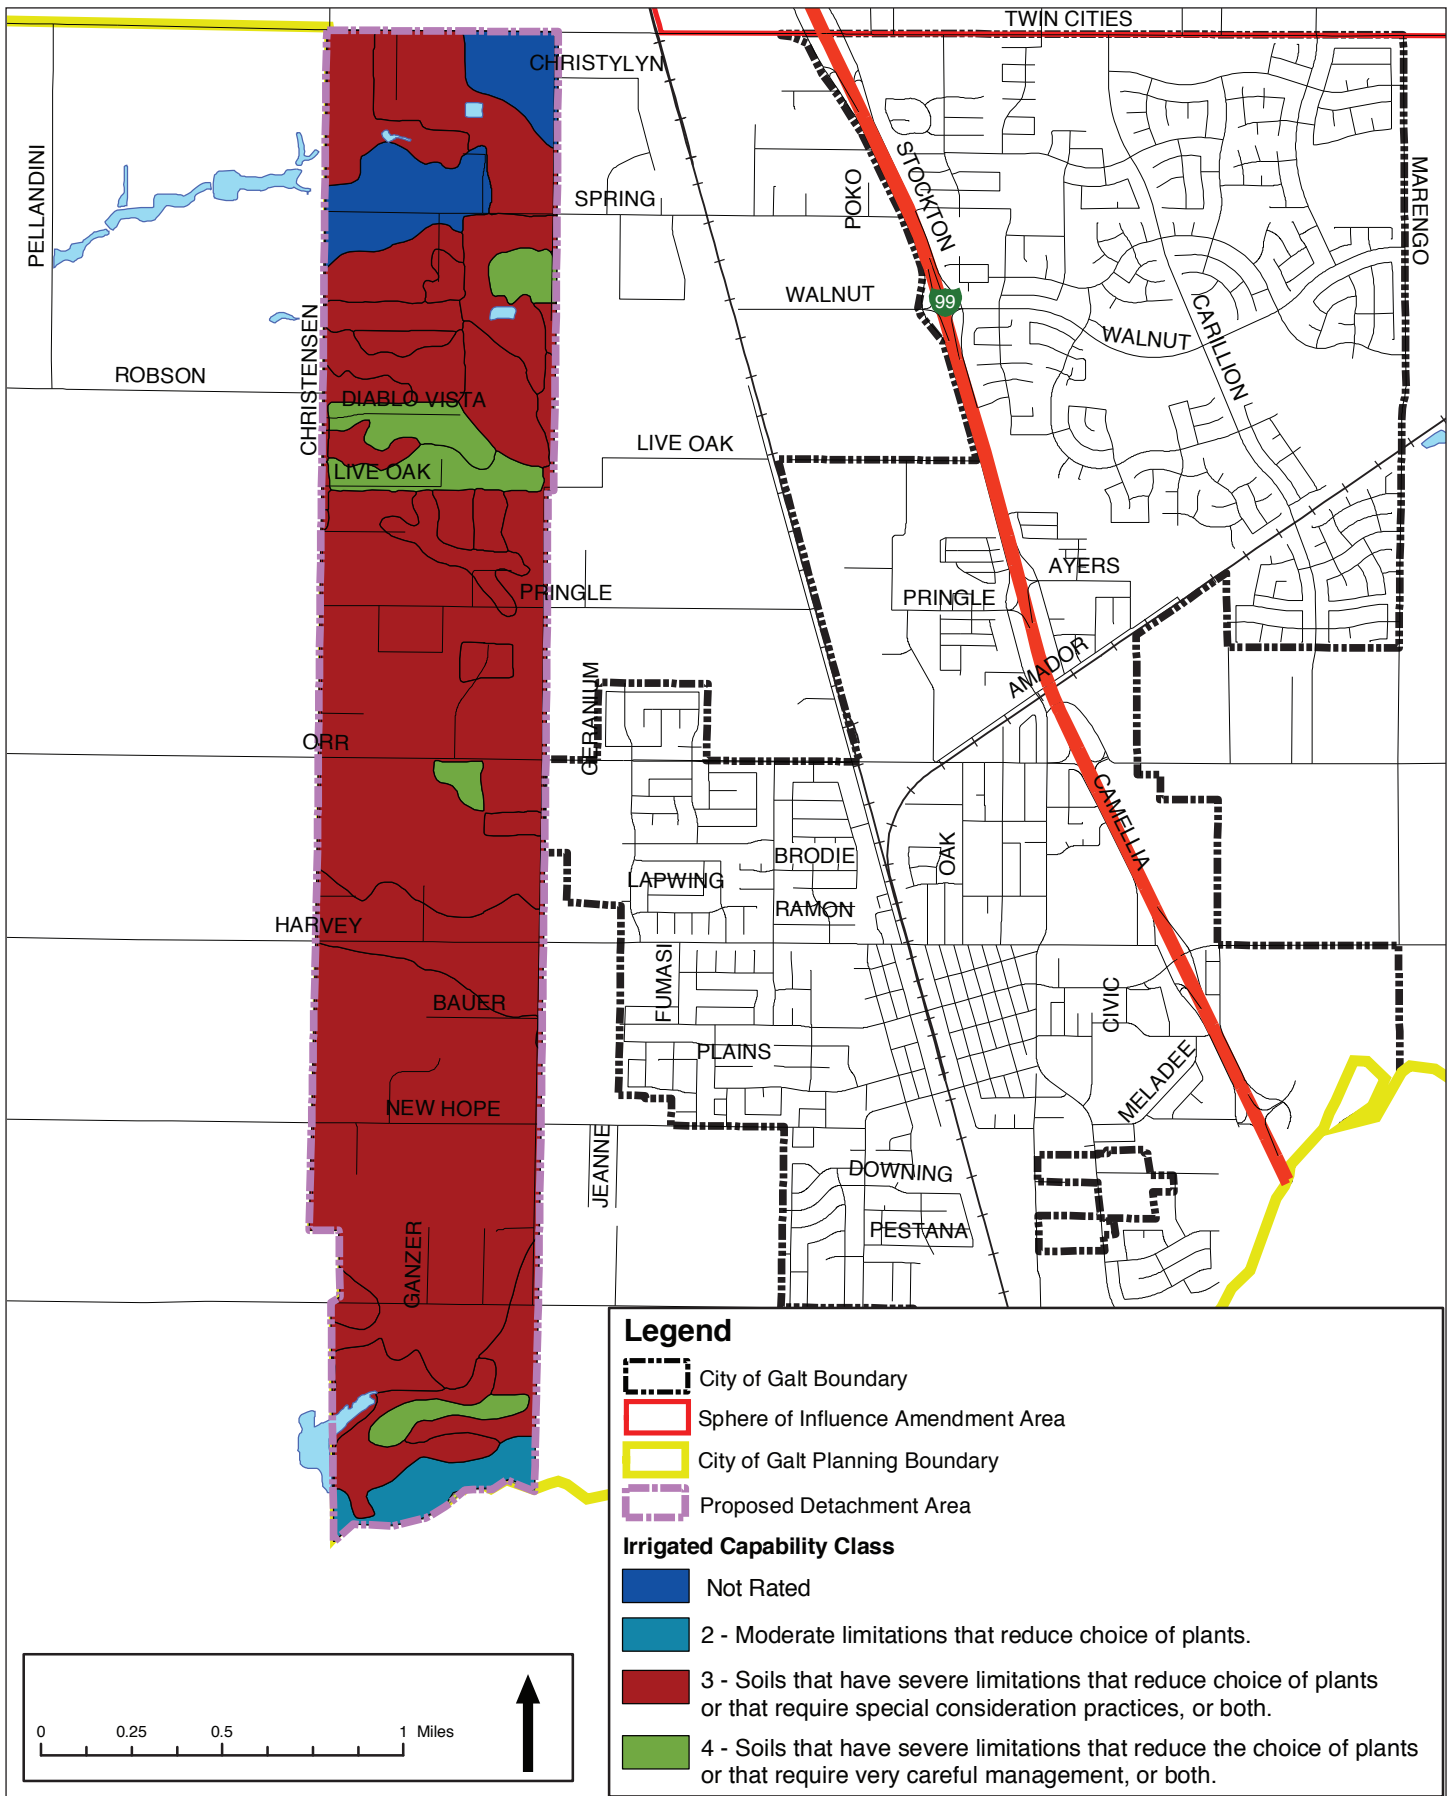 TWIN CITIES
CHRISTYLYN
PELLANDINI
STOCKTON
POKO
MARENGO
SPRING
WALNUT
99
CARILLION
WALNUT
CHRISTENSEN
ROBSON
DIABLO VISTA
LIVE OAK
LIVE OAK
AYERS
PRINGLE
PRINGLE
AMADOR
GERANIUM
ORR
CAMELLIA
OAK
BRODIE
LAPWING
RAMON
HARVEY
FUMASI
BAUER
CIVIC
PLAINS
MELADEE
NEW HOPE
JEANNE
DOWNING
PESTANA
GANZER
Legend
City of Galt Boundary
Sphere of Influence Amendment Area
City of Galt Planning Boundary
Proposed Detachment Area
Irrigated Capability Class
Not Rated
2 - Moderate limitations that reduce choice of plants.
3 - Soils that have severe limitations that reduce choice of plants
or that require special consideration practices, or both.
4 - Soils that have severe limitations that reduce the choice of plants
or that require very careful management, or both.
0 0.25 0.5 1 Miles